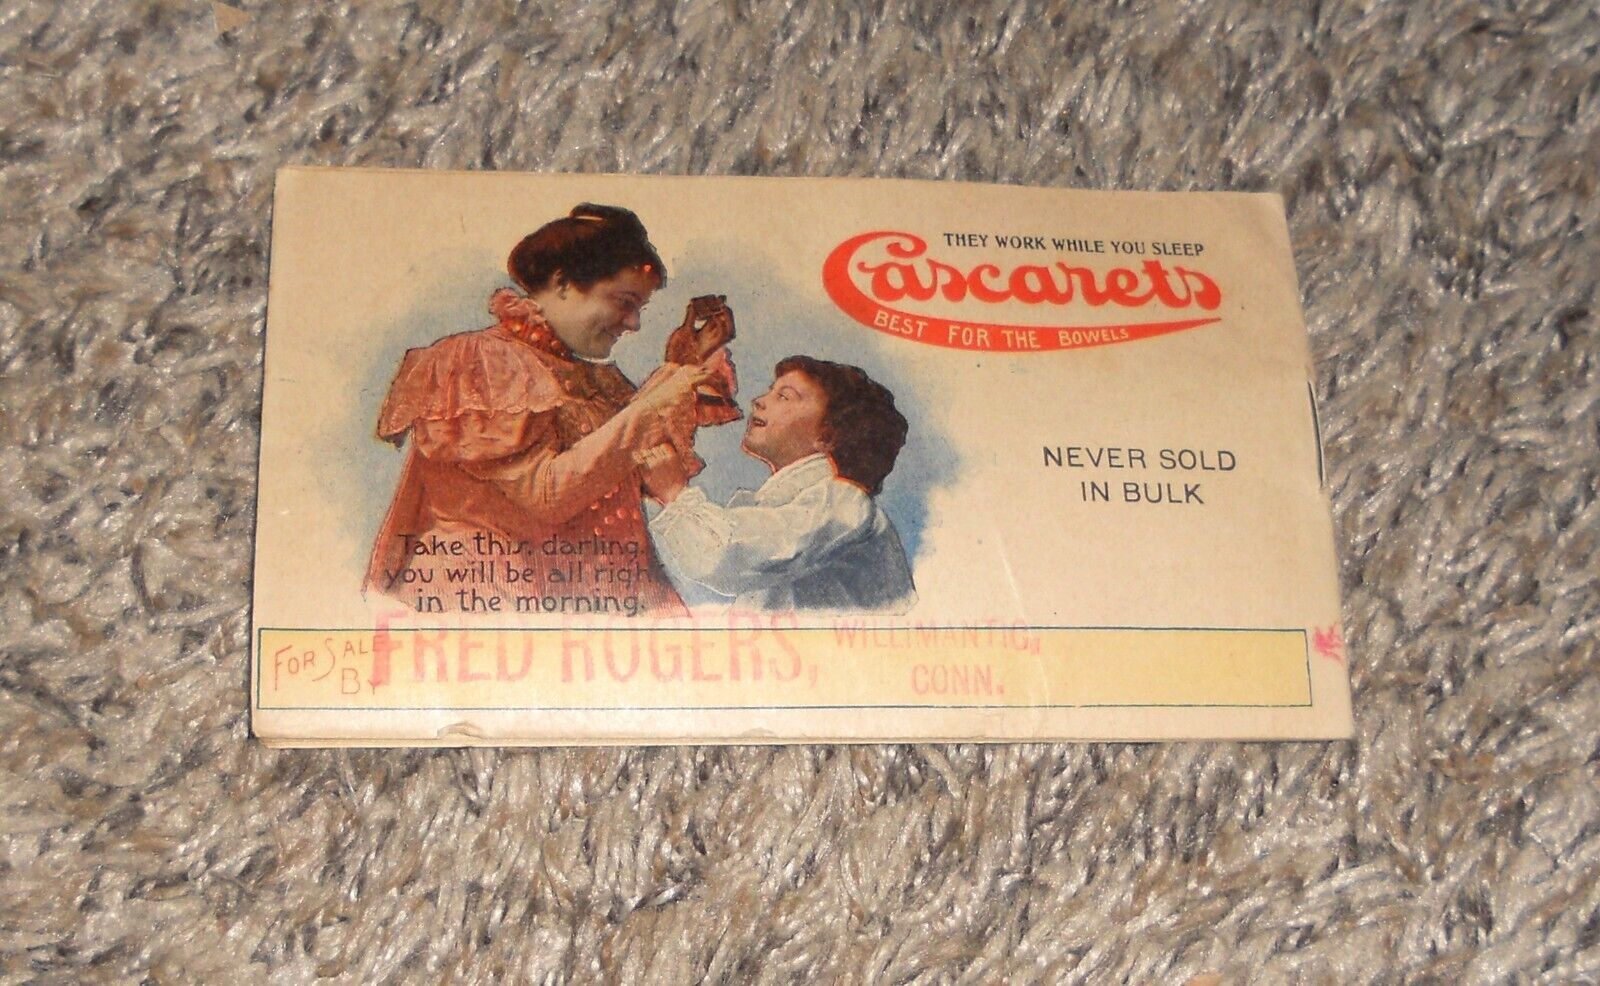 THEY WORK WHILE YOU SLEEP
Cascarets
BEST FOR THE BOWELS
NEVER SOLD
IN BULK
Take this, darling,
you will be all right
in the morning.
FOR SALE
BY
FRED ROGERS,
WILLIMANTIC,
CONN.